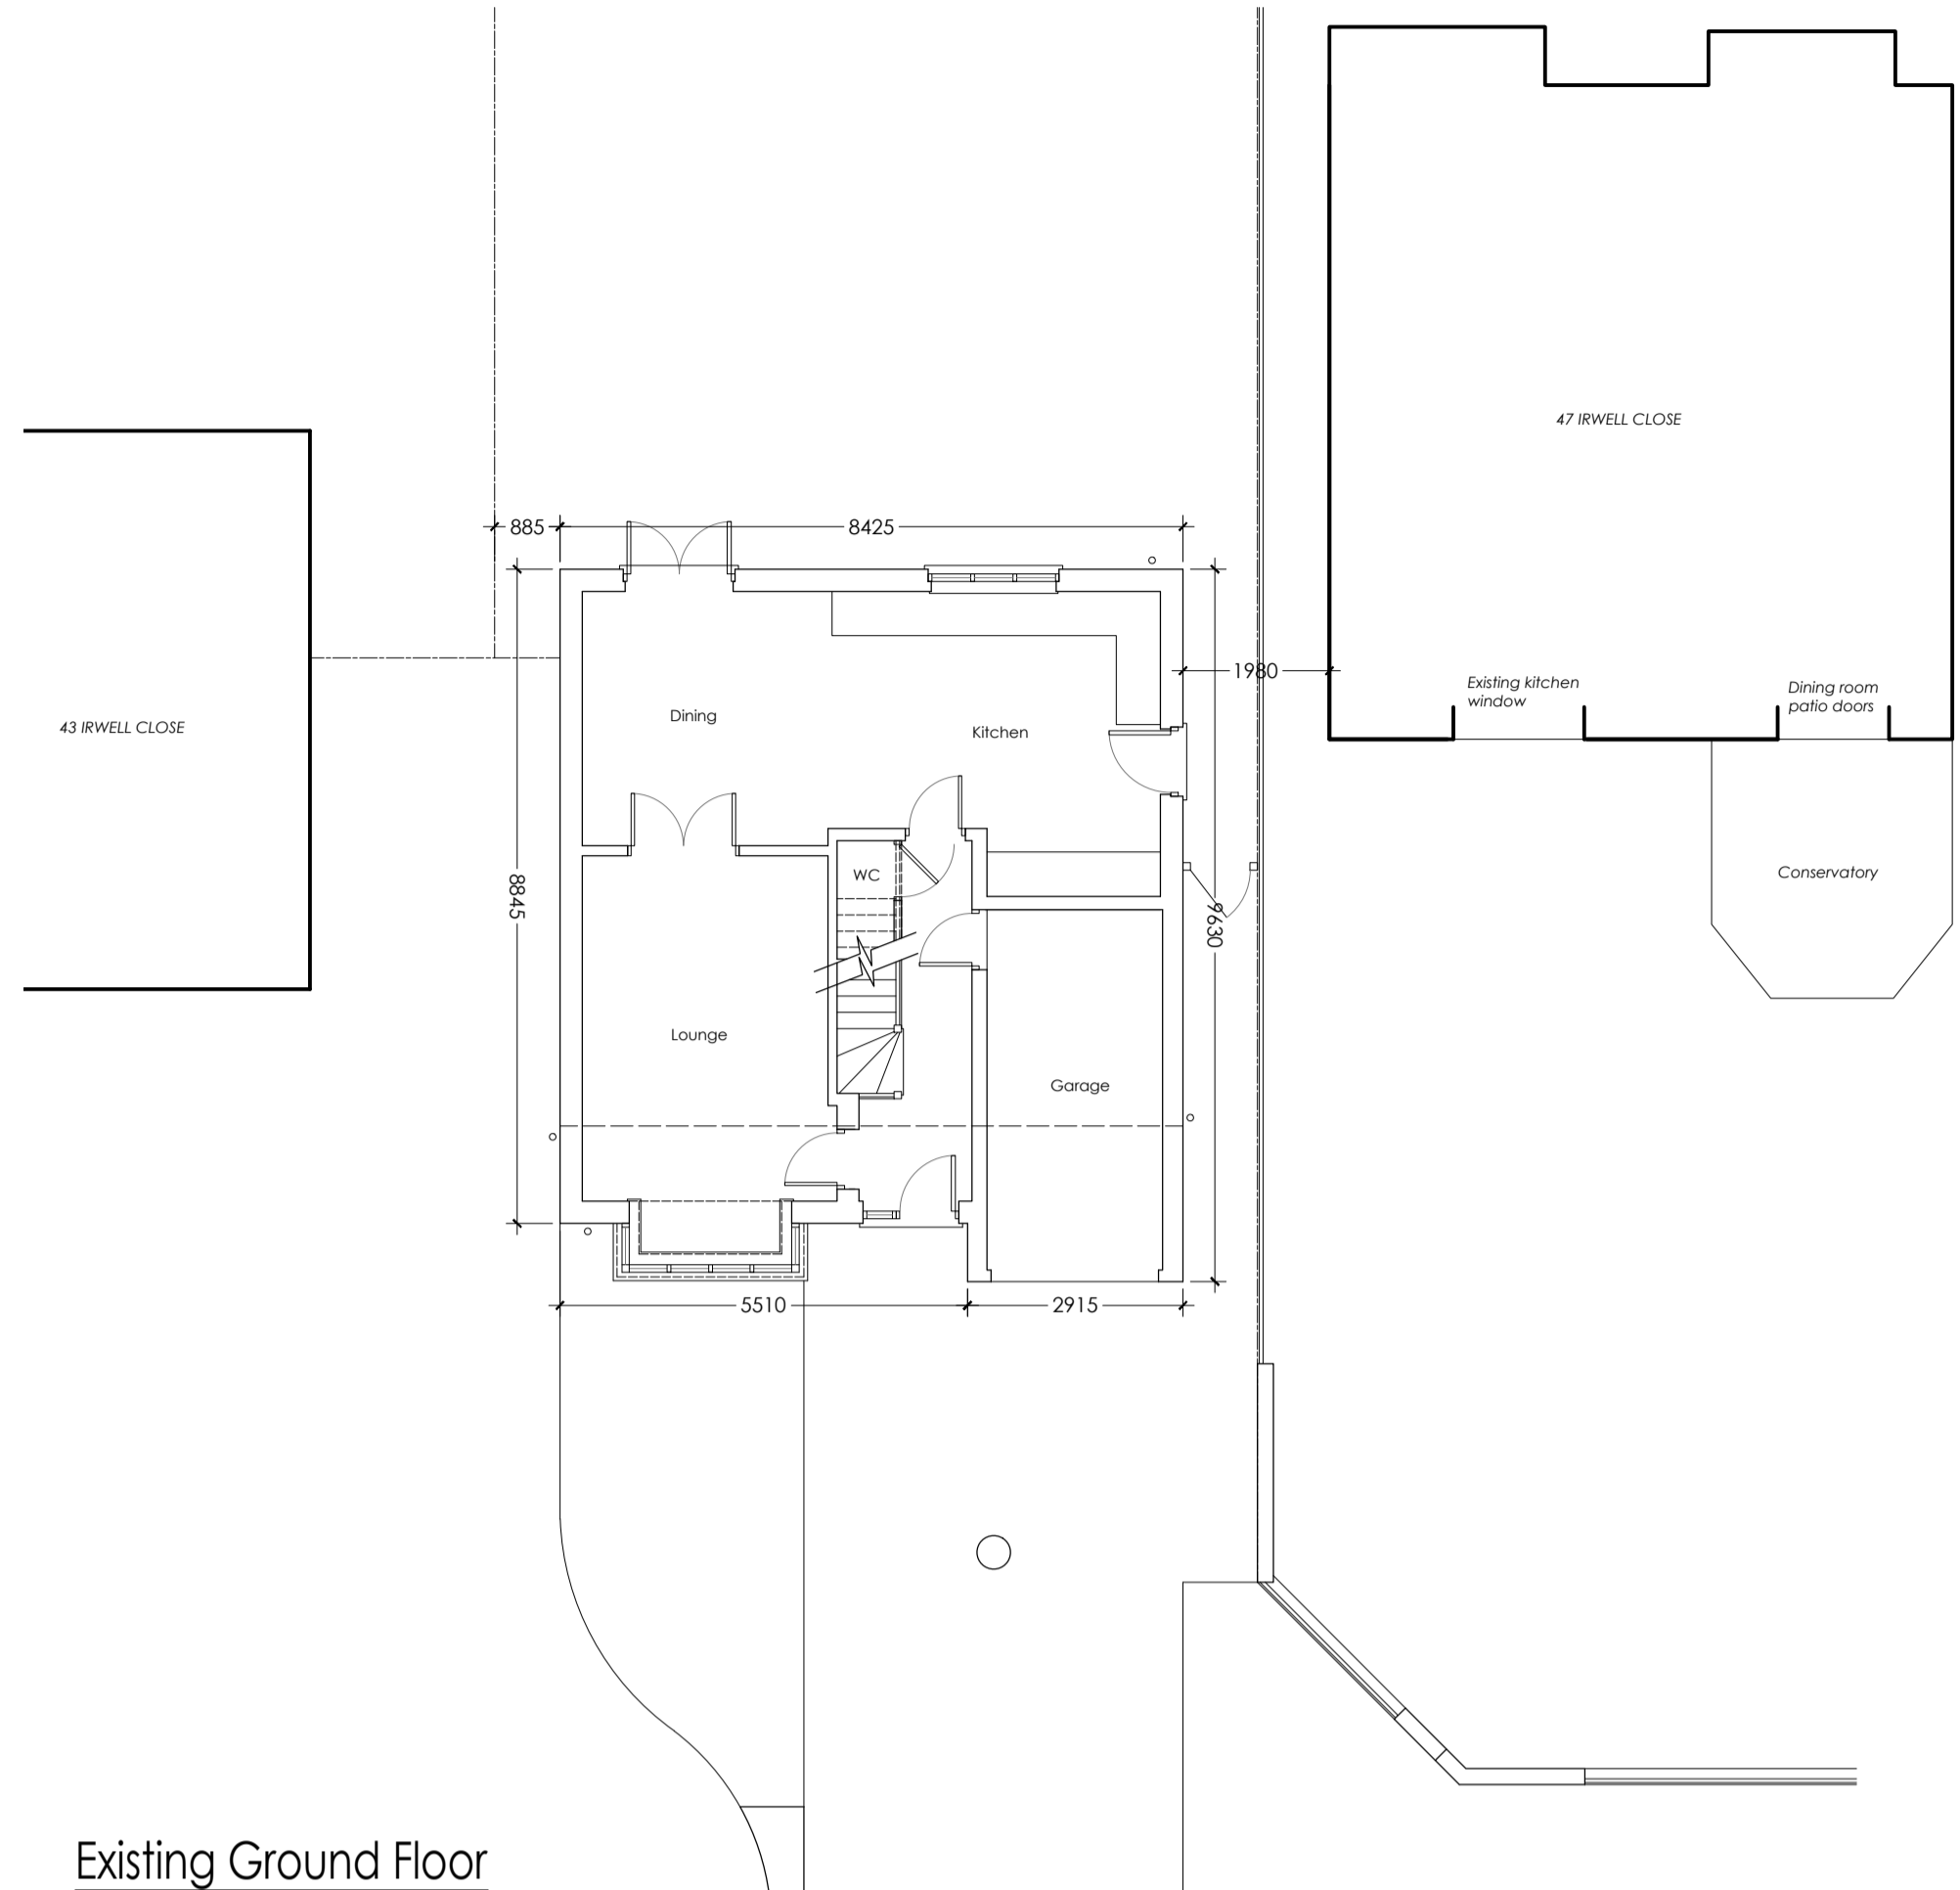 47 IRWELL CLOSE
885
8425
1980
Existing kitchen
window
Dining room
patio doors
Dining
Kitchen
43 IRWELL CLOSE
8845
WC
Conservatory
9630
Lounge
Garage
5510
2915
Existing Ground Floor